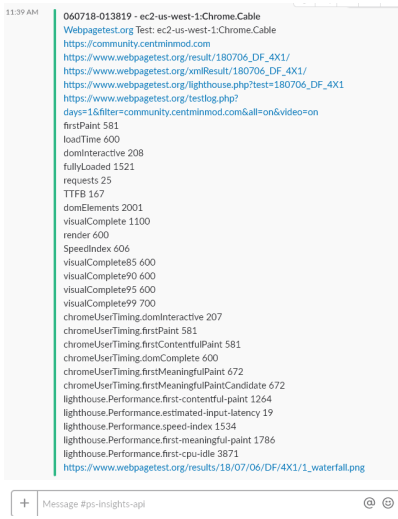 11:39 AM
060718-013819 - ec2-us-west-1:Chrome.Cable
Webpagetest.org Test: ec2-us-west-1:Chrome.Cable
https://community.centminmod.com
https://www.webpagetest.org/result/180706_DF_4X1/
https://www.webpagetest.org/xmlResult/180706_DF_4X1/
https://www.webpagetest.org/lighthouse.php?test=180706_DF_4X1
https://www.webpagetest.org/testlog.php?
days=1&filter=community.centminmod.com&all=on&video=on
firstPaint 581
loadTime 600
domInteractive 208
fullyLoaded 1521
requests 25
TTFB 167
domElements 2001
visualComplete 1100
render 600
SpeedIndex 606
visualComplete85 600
visualComplete90 600
visualComplete95 600
visualComplete99 700
chromeUserTiming.domInteractive 207
chromeUserTiming.firstPaint 581
chromeUserTiming.firstContentfulPaint 581
chromeUserTiming.domComplete 600
chromeUserTiming.firstMeaningfulPaint 672
chromeUserTiming.firstMeaningfulPaintCandidate 672
lighthouse.Performance.first-contentful-paint 1264
lighthouse.Performance.estimated-input-latency 19
lighthouse.Performance.speed-index 1534
lighthouse.Performance.first-meaningful-paint 1786
lighthouse.Performance.first-cpu-idle 3871
https://www.webpagetest.org/results/18/07/06/DF/4X1/1_waterfall.png
Message #ps-insights-api